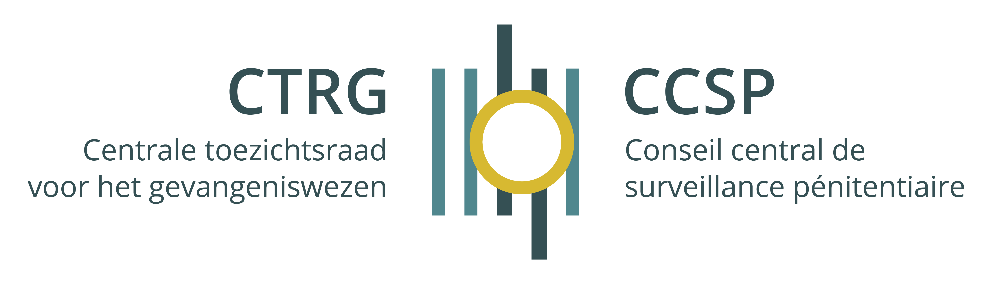 CTRG
Centrale toezichtsraad
voor het gevangeniswezen
CCSP
Conseil central de
surveillance pénitentiaire